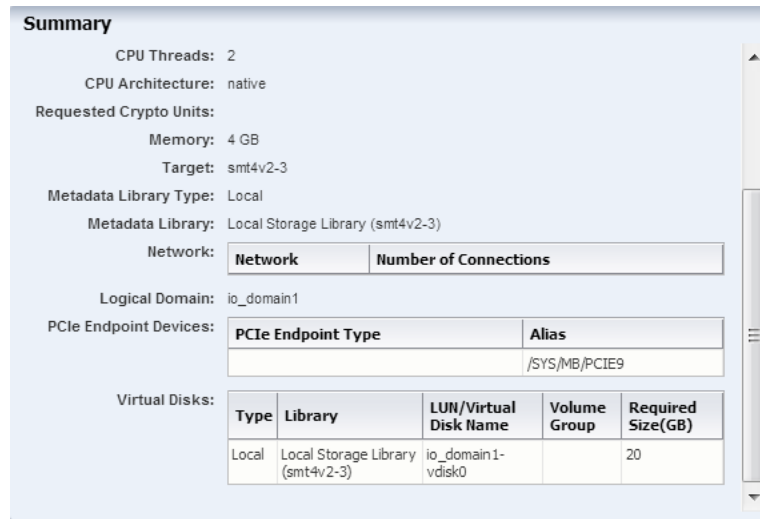 Summary
CPU Threads: 2
CPU Architecture: native
Requested Crypto Units:
Memory: 4 GB
Target: smt4v2-3
Metadata Library Type: Local
Metadata Library: Local Storage Library (smt4v2-3)
Network:
Network Number of Connections
Logical Domain: io_domain1
PCIe Endpoint Devices:
PCIe Endpoint Type Alias
/SYS/MB/PCIE9
Virtual Disks:
Type Library LUN/Virtual Disk Name Volume Group Required Size(GB)
Local Local Storage Library (smt4v2-3) io_domain1-vdisk0 20